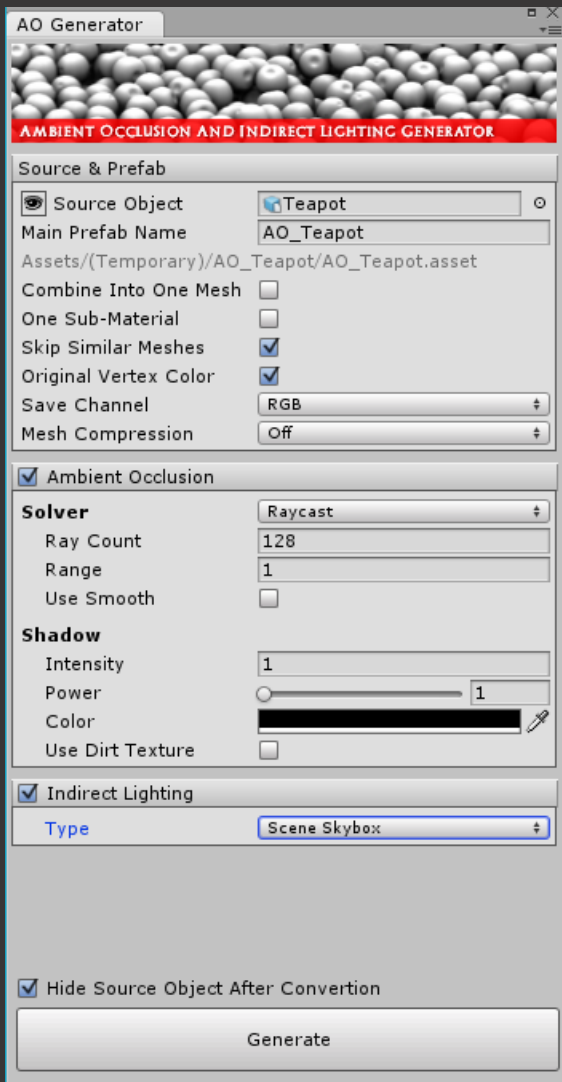 AO Generator
AMBIENT OCCLUSION AND INDIRECT LIGHTING GENERATOR
Source & Prefab
Source Object Teapot
Main Prefab Name AO_Teapot
Assets/(Temporary)/AO_Teapot/AO_Teapot.asset
Combine Into One Mesh
One Sub-Material
Skip Similar Meshes
Original Vertex Color
Save Channel RGB
Mesh Compression Off
Ambient Occlusion
Solver Raycast
Ray Count 128
Range 1
Use Smooth
Shadow
Intensity 1
Power 1
Color
Use Dirt Texture
Indirect Lighting
Type Scene Skybox
Hide Source Object After Convertion
Generate